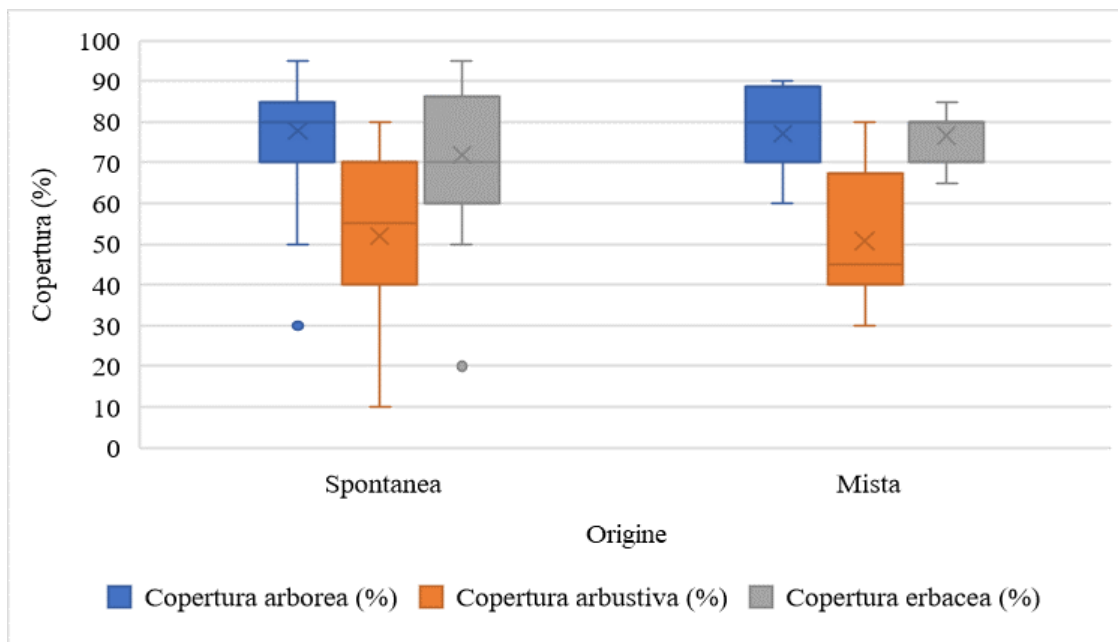 100
90
80
70
60
50
40
30
20
10
0
Copertura (%)
Spontanea Mista
Origine
Copertura arborea (%) Copertura arbustiva (%) Copertura erbacea (%)